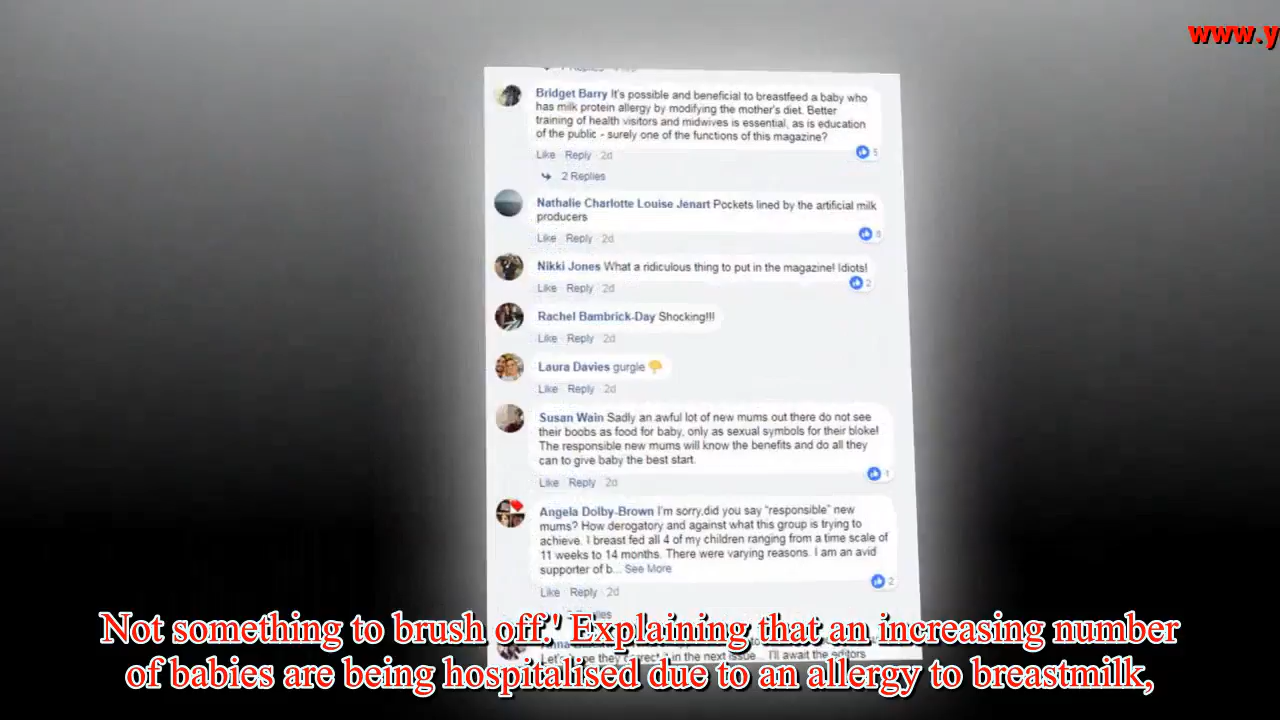 www.y
Bridget Barry It's possible and beneficial to breastfeed a baby who
has milk protein allergy by modifying the mother's diet. Better
training of health visitors and midwives is essential, as is education
of the public - surely one of the functions of this magazine?
5
Like Reply 2d
2 Replies
Nathalie Charlotte Louise Jenart Pockets lined by the artificial milk
producers
8
Like Reply 2d
Nikki Jones What a ridiculous thing to put in the magazine! Idiots!
2
Like Reply 2d
Rachel Bambrick-Day Shocking!!!
Like Reply 2d
Laura Davies gurgle 👇
Like Reply 2d
Susan Wain Sadly an awful lot of new mums out there do not see
their boobs as food for baby, only as sexual symbols for their bloke!
The responsible new mums will know the benefits and do all they
can to give baby the best start.
1
Like Reply 2d
Angela Dolby-Brown I'm sorry,did you say "responsible" new
mums? How derogatory and against what this group is trying to
achieve. I breast fed all 4 of my children ranging from a time scale of
11 weeks to 14 months. There were varying reasons. I am an avid
supporter of b... See More
2
Like Reply 2d
Not something to brush off.' Explaining that an increasing number
in the next issue... I'll await the editors
of babies are being hospitalised due to an allergy to breastmilk,